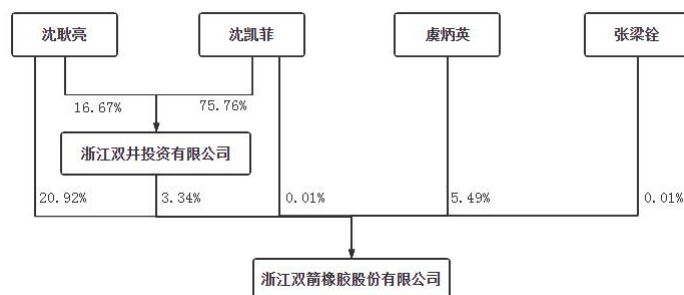 沈耿亮
沈凯菲
虞炳英
张梁铨
16.67%
75.76%
浙江双井投资有限公司
20.92%
3.34%
0.01%
5.49%
0.01%
浙江双箭橡胶股份有限公司